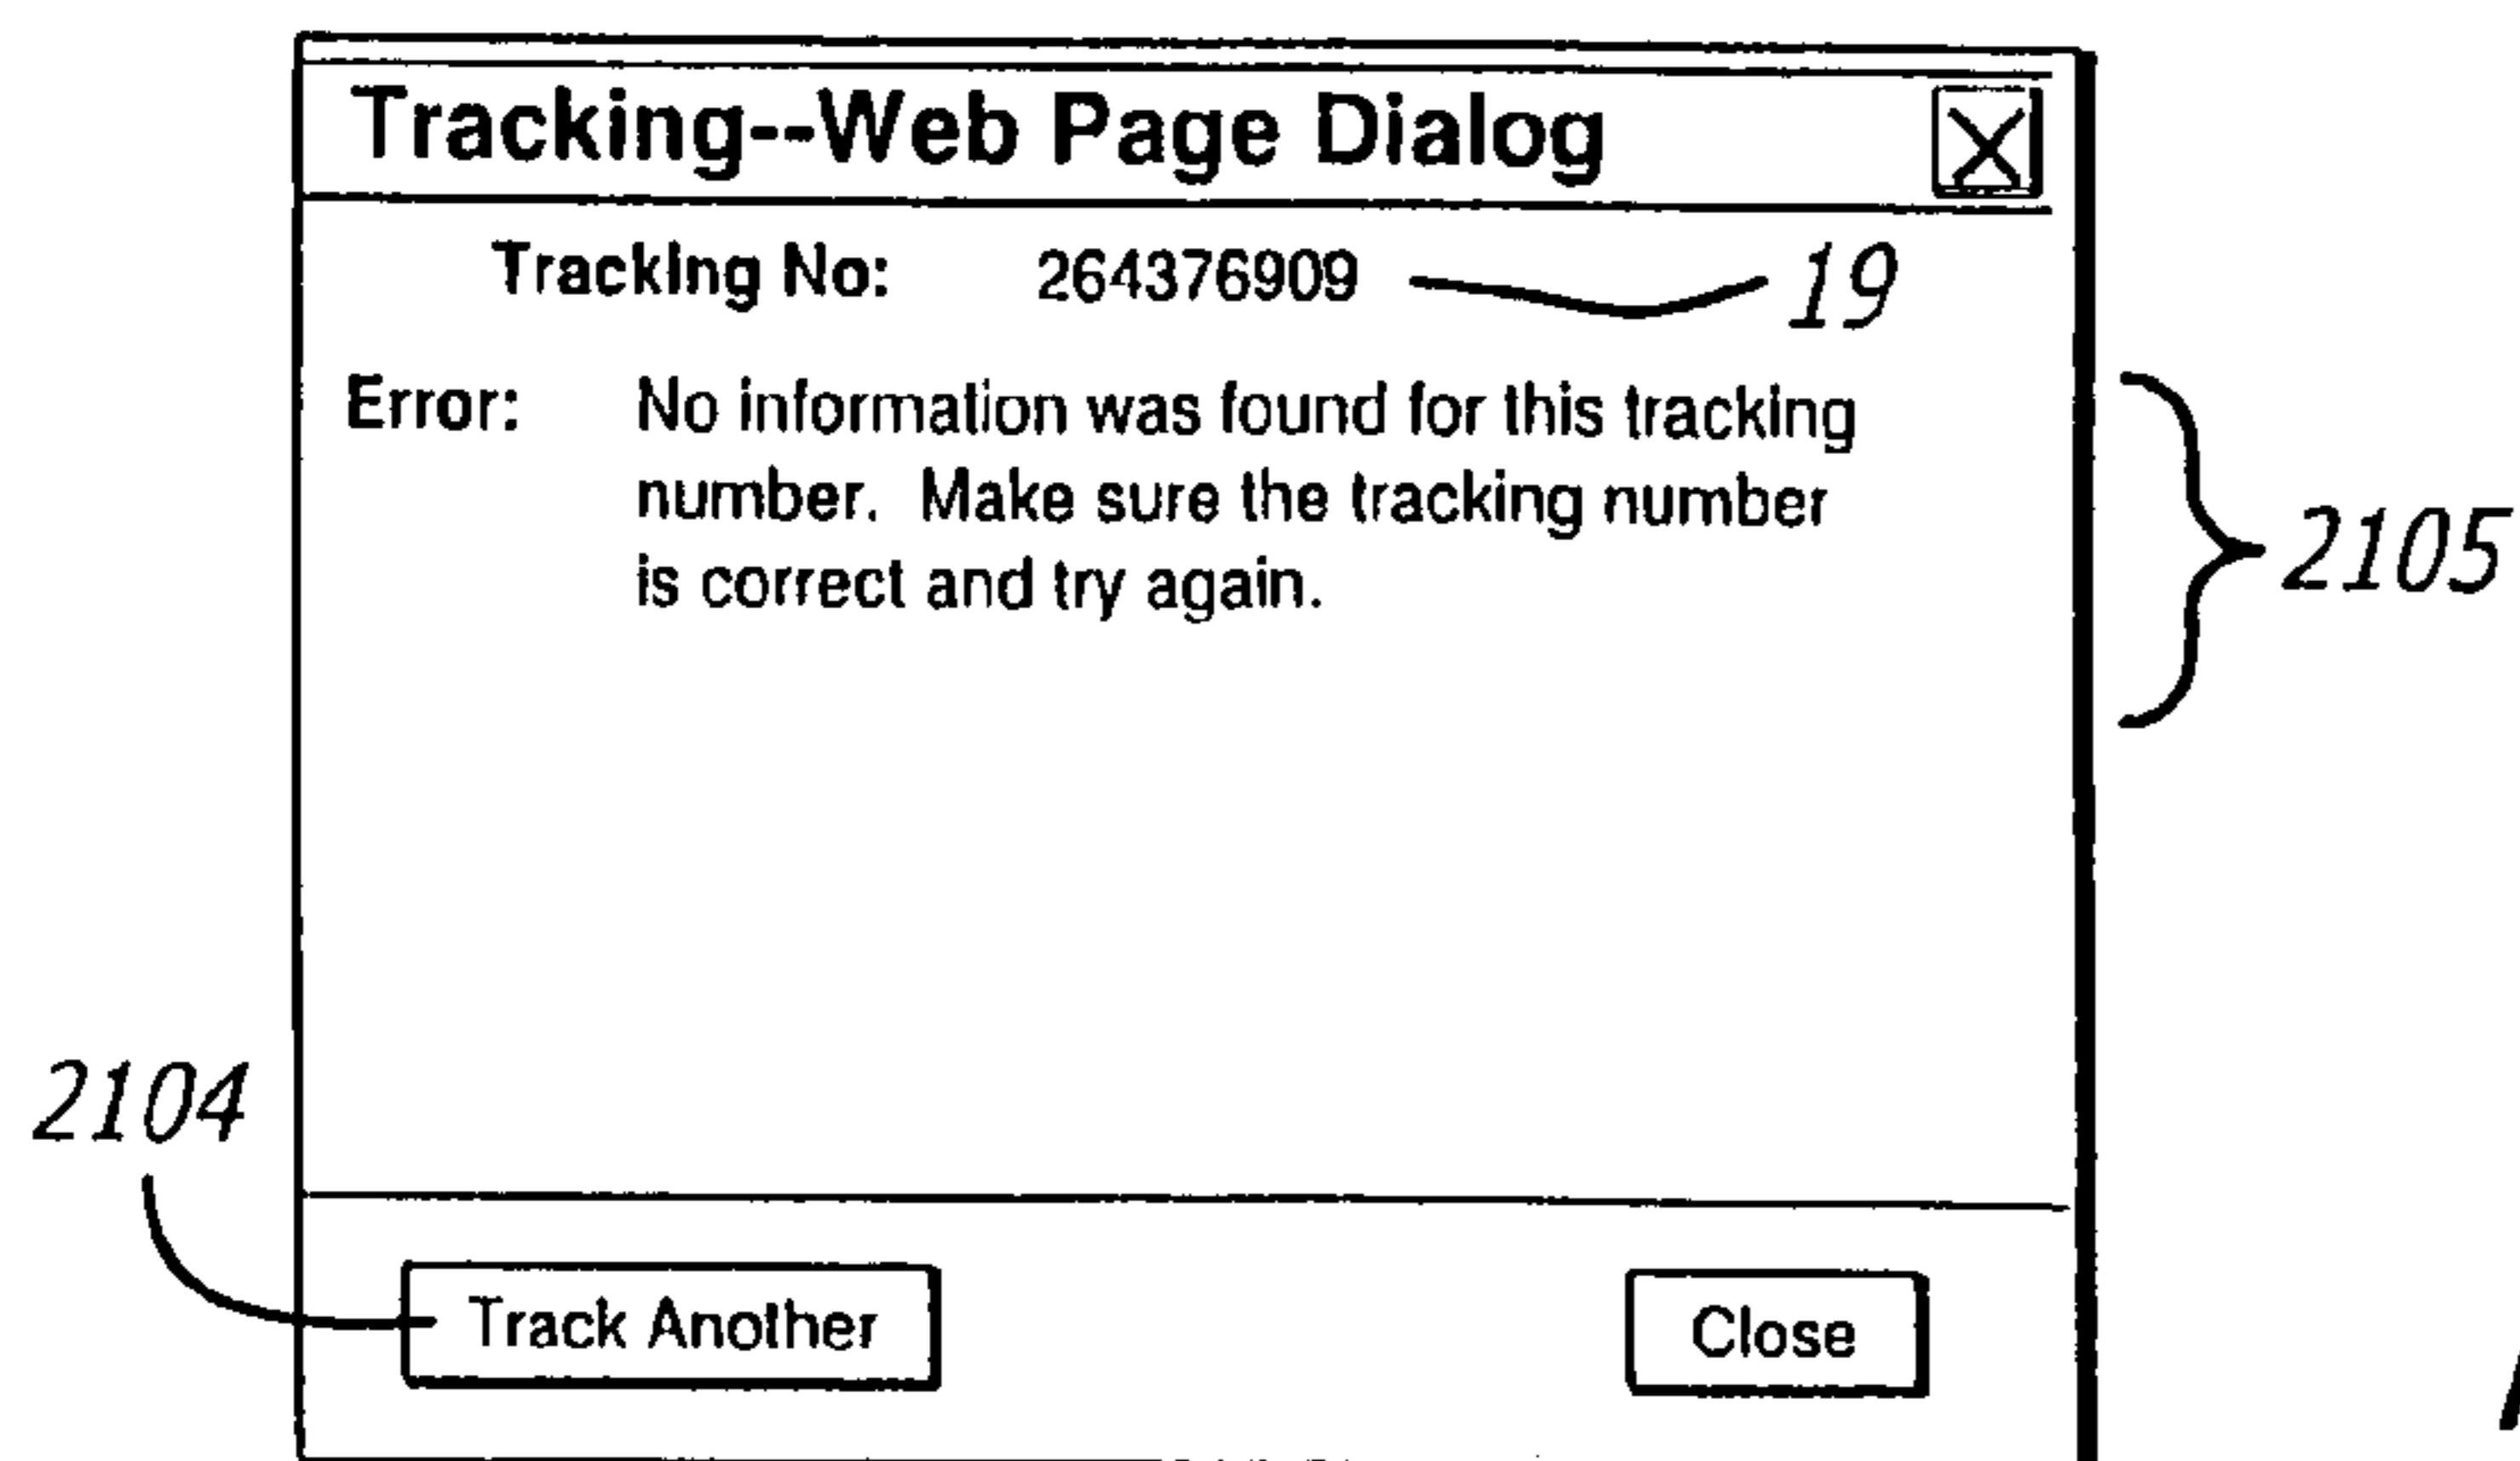 Tracking--Web Page Dialog
Tracking No: 264376909 19
Error: No information was found for this tracking
number. Make sure the tracking number
is correct and try again.
2105
2104
Track Another Close